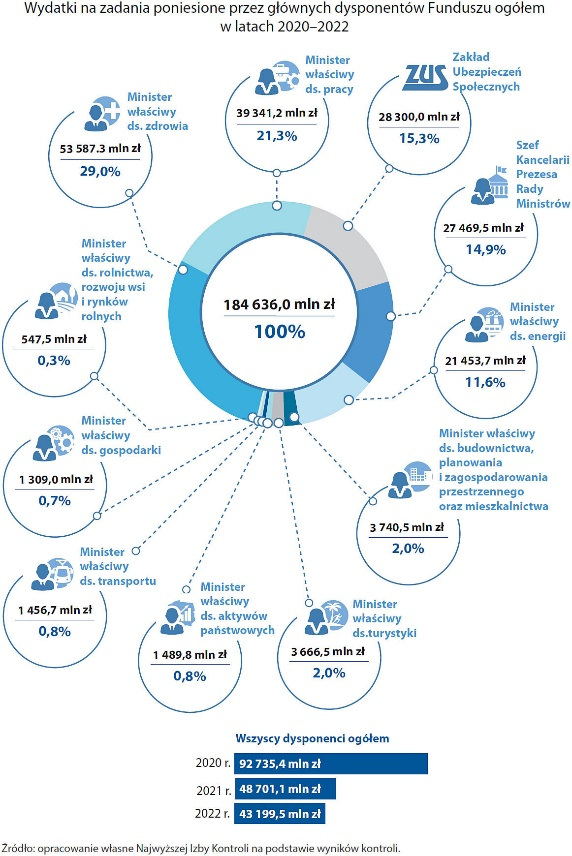 Wydatki na zadania poniesione przez głównych dysponentów Funduszu ogółem
w latach 2020–2022
Minister
właściwy
ds. zdrowia
53 587.3 mln zł
29,0%
Minister
właściwy
ds. pracy
39 341,2 mln zł
21,3%
ZUS
Zakład
Ubezpieczeń
Społecznych
28 300,0 mln zł
15,3%
Szef
Kancelarii
Prezesa
Rady
Ministrów
27 469,5 mln zł
14,9%
Minister
właściwy
ds. rolnictwa,
rozwoju wsi
i rynków
rolnych
547,5 mln zł
0,3%
184 636,0 mln zł
100%
Minister
właściwy
ds. energii
21 453,7 mln zł
11,6%
Minister
właściwy
ds. gospodarki
1 309,0 mln zł
0,7%
Minister właściwy
ds. budownictwa,
planowania
i zagospodarowania
przestrzennego
oraz mieszkalnictwa
3 740,5 mln zł
2,0%
Minister
właściwy
ds. transportu
1 456,7 mln zł
0,8%
Minister
właściwy
ds. aktywów
państwowych
1 489,8 mln zł
0,8%
Minister
właściwy
ds.turystyki
3 666,5 mln zł
2,0%
Wszyscy dysponenci ogółem
2020 r. 92 735,4 mln zł
2021 r. 48 701,1 mln zł
2022 r. 43 199,5 mln zł
Źródło: opracowanie własne Najwyższej Izby Kontroli na podstawie wyników kontroli.